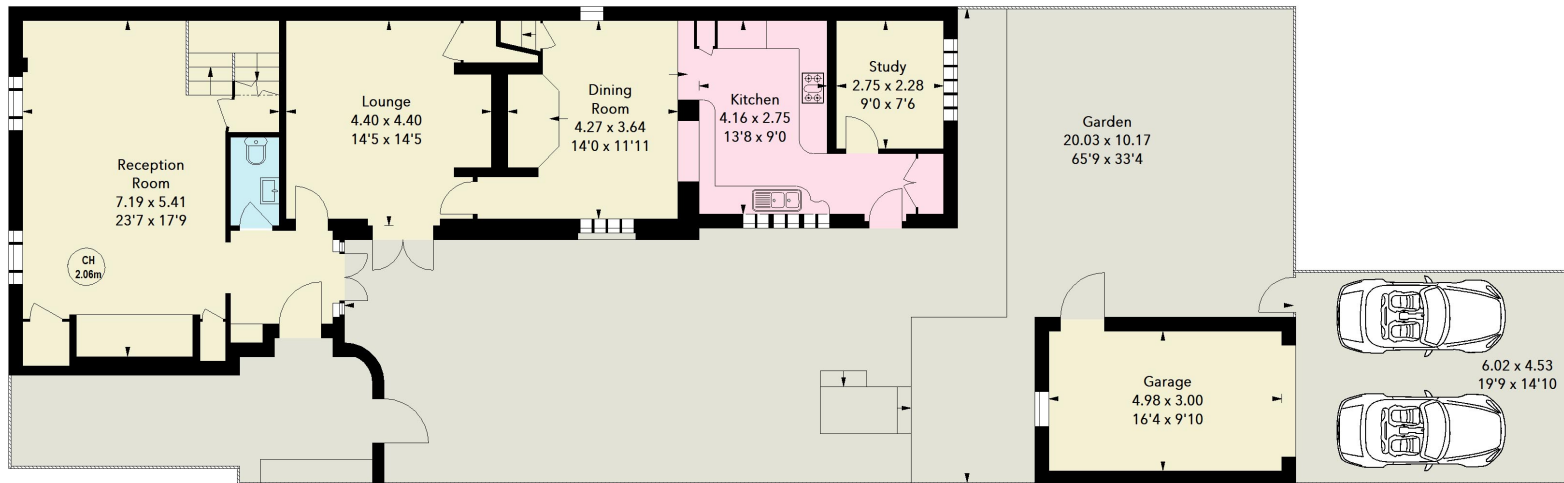 Reception
Room
7.19 x 5.41
23'7 x 17'9
CH
2.06m
Lounge
4.40 x 4.40
14'5 x 14'5
Dining
Room
4.27 x 3.64
14'0 x 11'11
Kitchen
4.16 x 2.75
13'8 x 9'0
Study
2.75 x 2.28
9'0 x 7'6
Garden
20.03 x 10.17
65'9 x 33'4
Garage
4.98 x 3.00
16'4 x 9'10
6.02 x 4.53
19'9 x 14'10